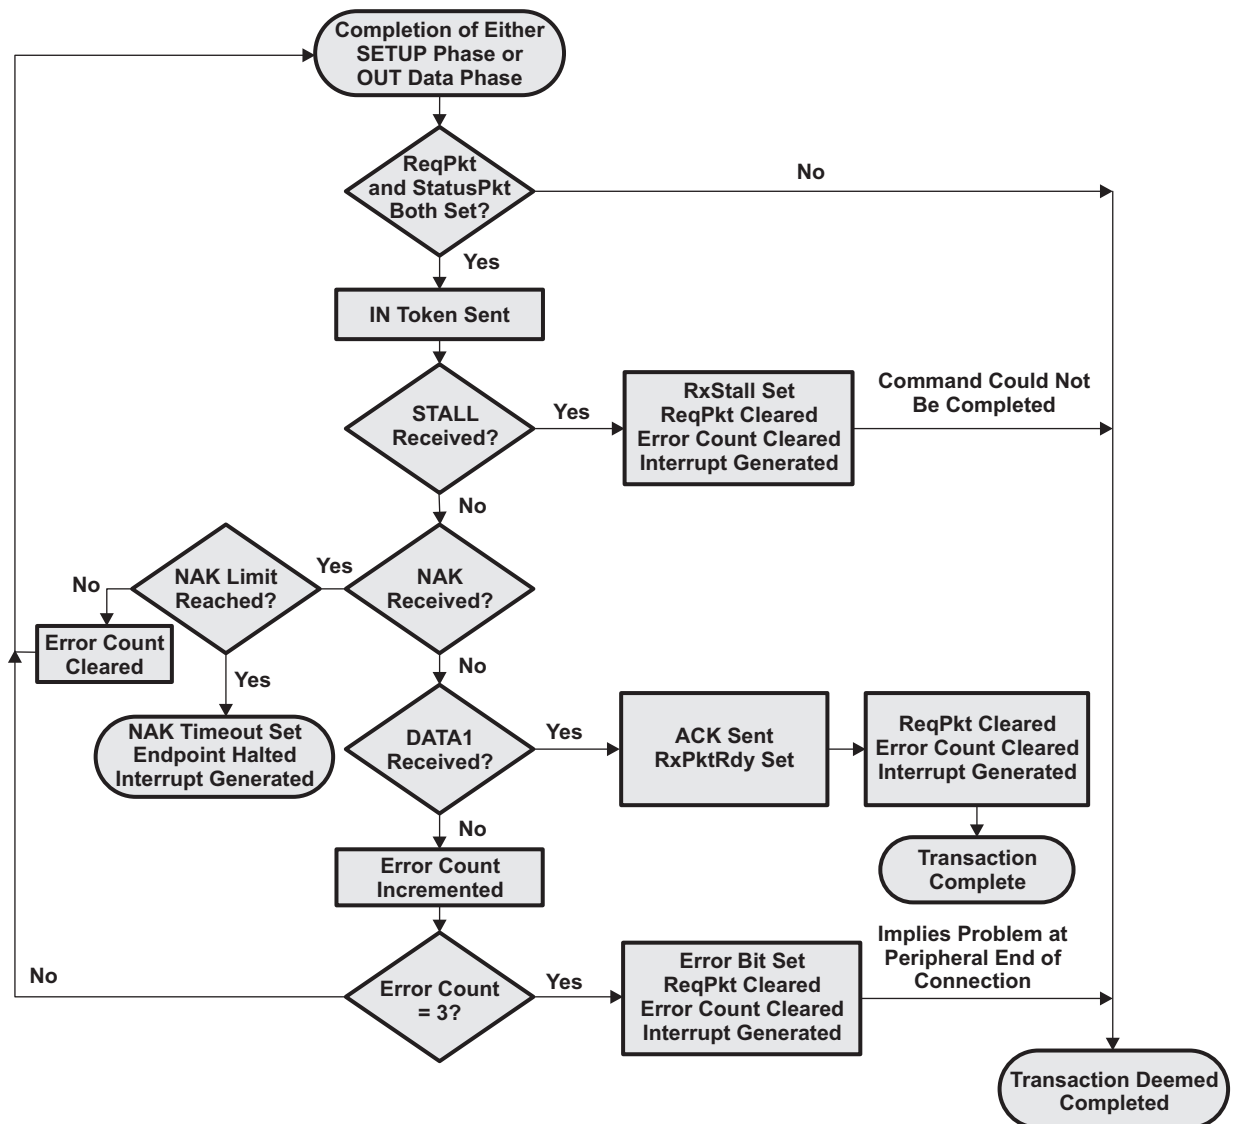 Completion of Either
SETUP Phase or
OUT Data Phase
ReqPkt
and StatusPkt
Both Set?
No
Yes
IN Token Sent
STALL
Received?
Yes
RxStall Set
ReqPkt Cleared
Error Count Cleared
Interrupt Generated
Command Could Not
Be Completed
No
NAK
Received?
Yes
NAK Limit
Reached?
No
Error Count
Cleared
Yes
NAK Timeout Set
Endpoint Halted
Interrupt Generated
No
DATA1
Received?
Yes
ACK Sent
RxPktRdy Set
ReqPkt Cleared
Error Count Cleared
Interrupt Generated
Transaction
Complete
No
Error Count
Incremented
Error Count
= 3?
No
Yes
Error Bit Set
ReqPkt Cleared
Error Count Cleared
Interrupt Generated
Implies Problem at
Peripheral End of
Connection
Transaction Deemed
Completed